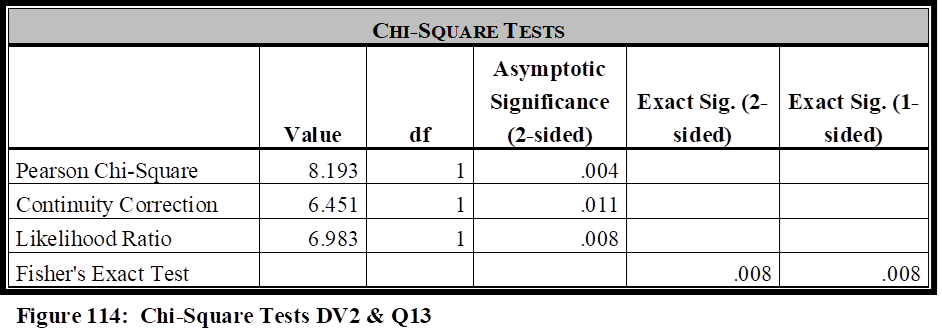 CHI-SQUARE TESTS
Value df Asymptotic Significance (2-sided) Exact Sig. (2-sided) Exact Sig. (1-sided)
Pearson Chi-Square 8.193 1 .004
Continuity Correction 6.451 1 .011
Likelihood Ratio 6.983 1 .008
Fisher's Exact Test .008 .008
Figure 114: Chi-Square Tests DV2 & Q13